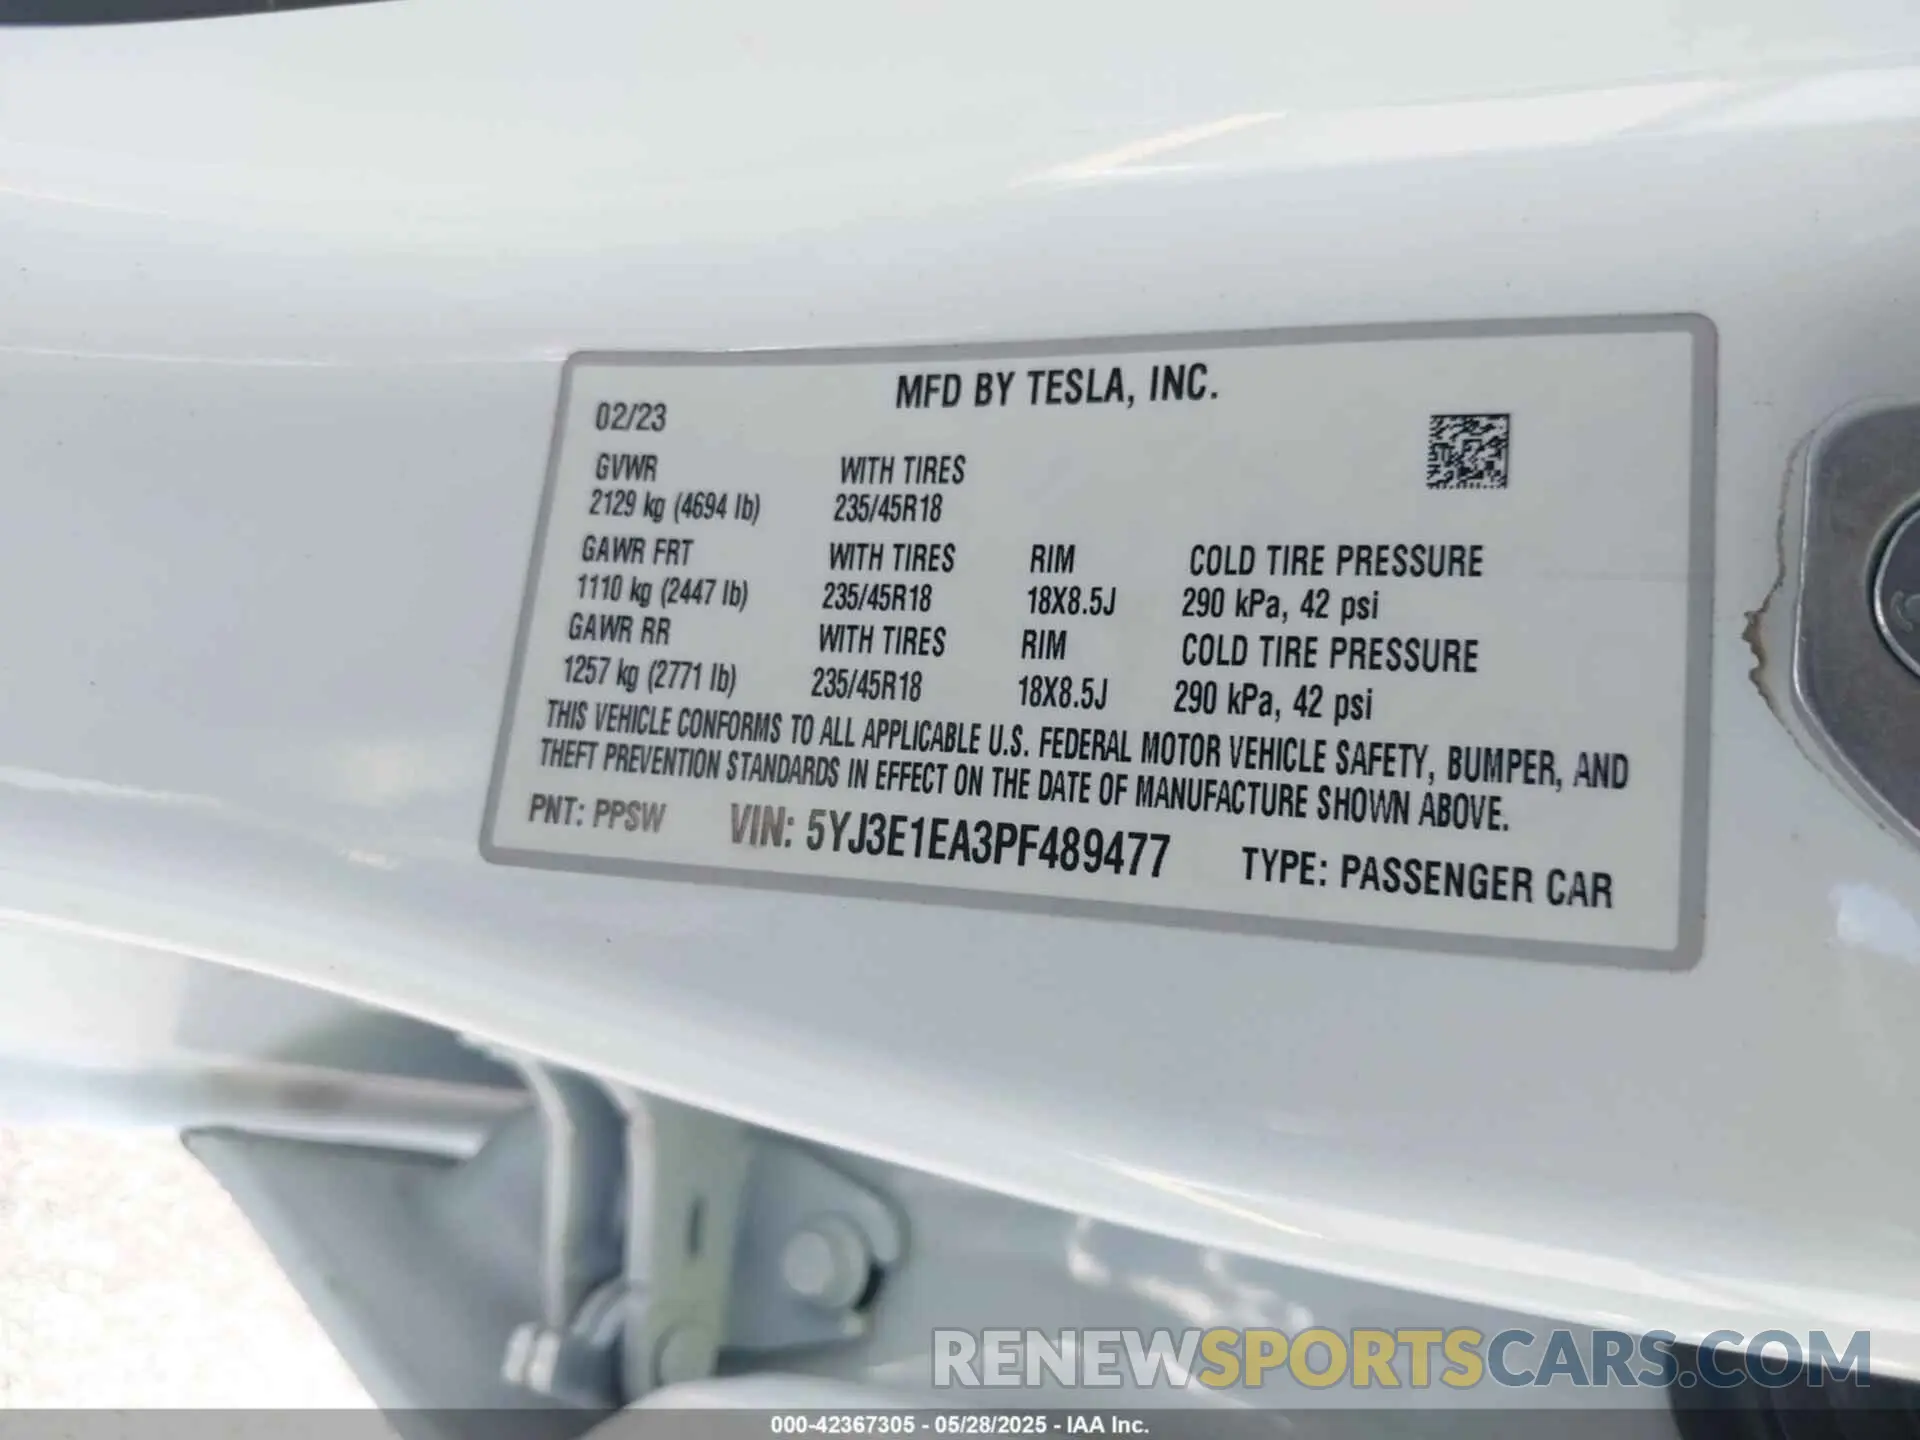 MFD BY TESLA, INC.
02/23
GVWR WITH TIRES
2129 kg (4694 lb) 235/45R18
GAWR FRT WITH TIRES RIM COLD TIRE PRESSURE
1110 kg (2447 lb) 235/45R18 18X8.5J 290 kPa, 42 psi
GAWR RR WITH TIRES RIM COLD TIRE PRESSURE
1257 kg (2771 lb) 235/45R18 18X8.5J 290 kPa, 42 psi
THIS VEHICLE CONFORMS TO ALL APPLICABLE U.S. FEDERAL MOTOR VEHICLE SAFETY, BUMPER, AND
THEFT PREVENTION STANDARDS IN EFFECT ON THE DATE OF MANUFACTURE SHOWN ABOVE.
PNT: PPSW VIN: 5YJ3E1EA3PF489477 TYPE: PASSENGER CAR
RENEWSPORTSCARS.COM
000-42367305 - 05/28/2025 - IAA Inc.